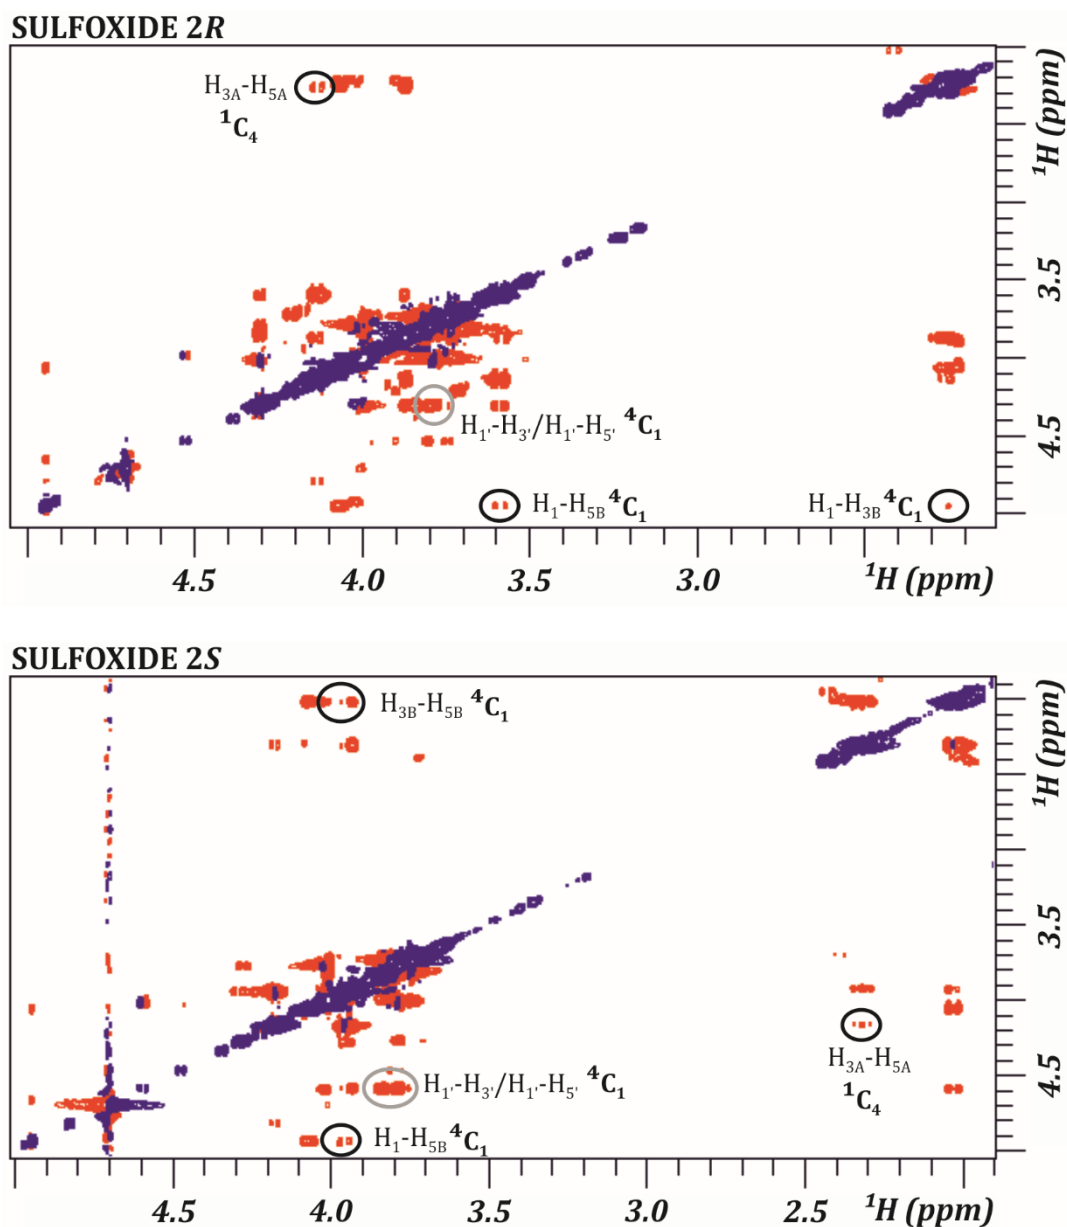 SULFOXIDE 2R
H3A-H5A
¹C₄
¹H (ppm)
3.5
H1'-H3'/H1'-H5' ⁴C₁
4.5
H1-H5B ⁴C₁
H1-H3B ⁴C₁
4.5 4.0 3.5 3.0 ¹H (ppm)
SULFOXIDE 2S
H3B-H5B ⁴C₁
¹H (ppm)
3.5
H3A-H5A
¹C₄
H1'-H3'/H1'-H5' ⁴C₁
4.5
H1-H5B ⁴C₁
4.5 4.0 3.5 3.0 2.5 ¹H (ppm)